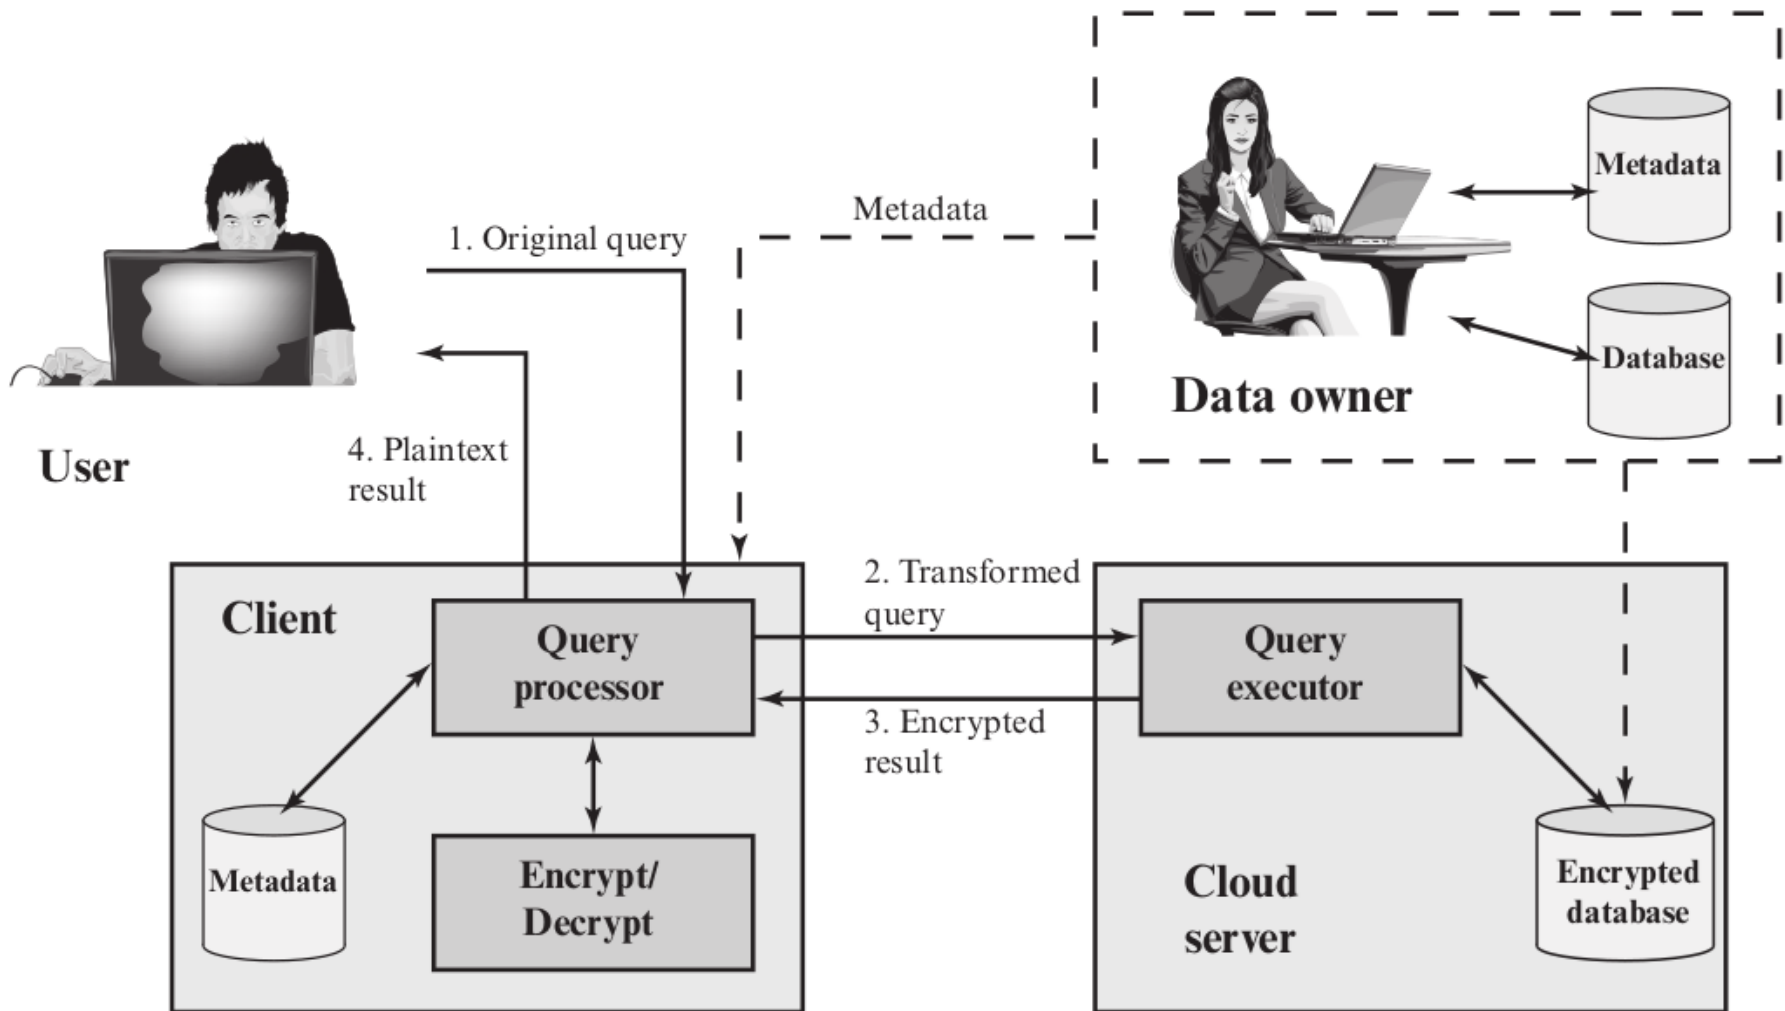 Metadata
Metadata
1. Original query
Database
Data owner
4. Plaintext
result
User
2. Transformed
query
Client
Query
processor
Query
executor
3. Encrypted
result
Metadata
Encrypt/
Decrypt
Cloud
server
Encrypted
database